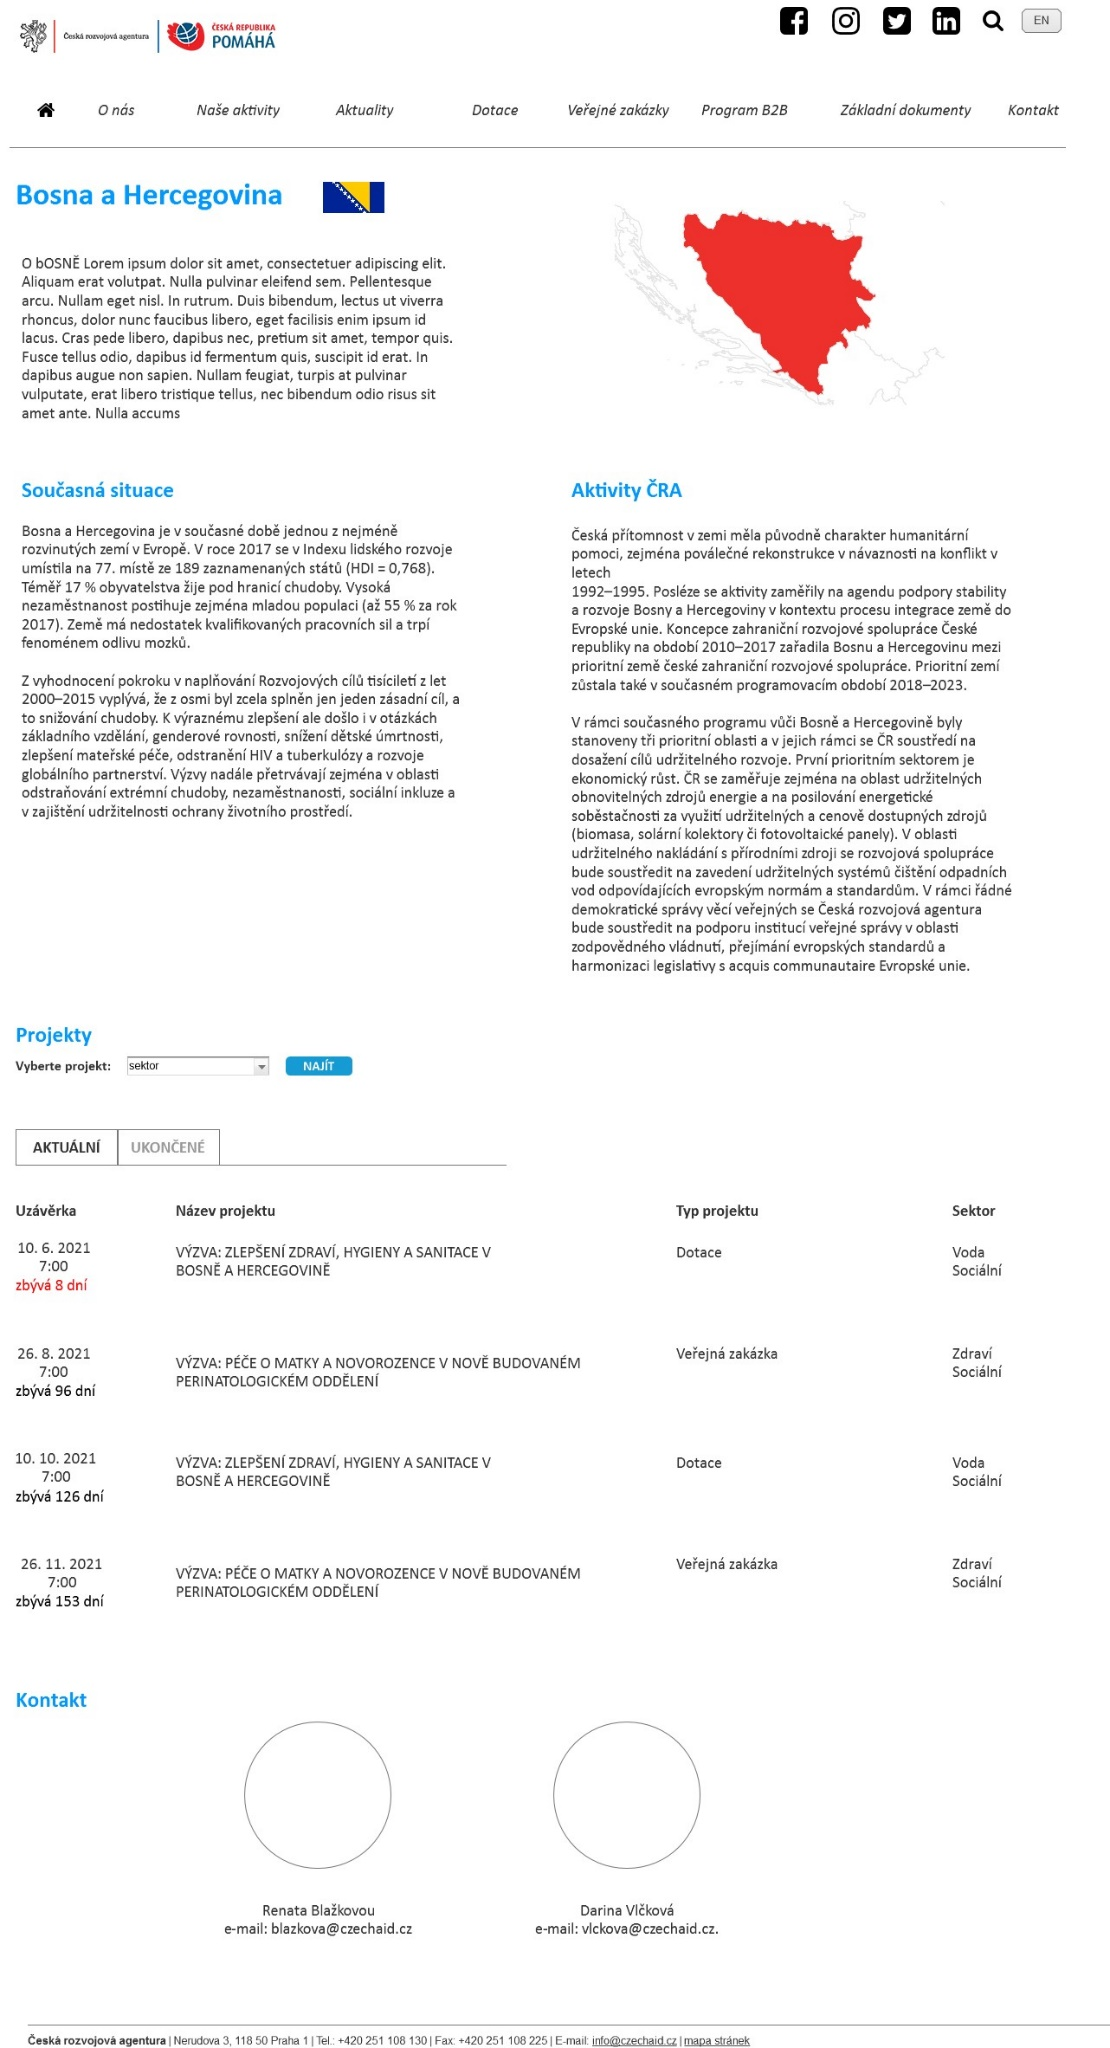 Česká rozvojová agentura
ČESKÁ REPUBLIKA
POMÁHÁ
EN
O nás
Naše aktivity
Aktuality
Dotace
Veřejné zakázky
Program B2B
Základní dokumenty
Kontakt
Bosna a Hercegovina
O bOSNĚ Lorem ipsum dolor sit amet, consectetuer adipiscing elit.
Aliquam erat volutpat. Nulla pulvinar eleifend sem. Pellentesque
arcu. Nullam eget nisl. In rutrum. Duis bibendum, lectus ut viverra
rhoncus, dolor nunc faucibus libero, eget facilisis enim ipsum id
lacus. Cras pede libero, dapibus nec, pretium sit amet, tempor quis.
Fusce tellus odio, dapibus id fermentum quis, suscipit id erat. In
dapibus augue non sapien. Nullam feugiat, turpis at pulvinar
vulputate, erat libero tristique tellus, nec bibendum odio risus sit
amet ante. Nulla accums
Současná situace
Bosna a Hercegovina je v současné době jednou z nejméně
rozvinutých zemí v Evropě. V roce 2017 se v Indexu lidského rozvoje
umístila na 77. místě ze 189 zaznamenaných států (HDI = 0,768).
Téměř 17 % obyvatelstva žije pod hranicí chudoby. Vysoká
nezaměstnanost postihuje zejména mladou populaci (až 55 % za rok
2017). Země má nedostatek kvalifikovaných pracovních sil a trpí
fenoménem odlivu mozků.
Z vyhodnocení pokroku v naplňování Rozvojových cílů tisíciletí z let
2000–2015 vyplývá, že z osmi byl zcela splněn jen jeden zásadní cíl, a
to snižování chudoby. K výraznému zlepšení ale došlo i v otázkách
základního vzdělání, genderové rovnosti, snížení dětské úmrtnosti,
zlepšení mateřské péče, odstranění HIV a tuberkulózy a rozvoje
globálního partnerství. Výzvy nadále přetrvávají zejména v oblasti
odstraňování extrémní chudoby, nezaměstnanosti, sociální inkluze a
v zajištění udržitelnosti ochrany životního prostředí.
Aktivity ČRA
Česká přítomnost v zemi měla původně charakter humanitární
pomoci, zejména poválečné rekonstrukce v návaznosti na konflikt v
letech
1992–1995. Posléze se aktivity zaměřily na agendu podpory stability
a rozvoje Bosny a Hercegoviny v kontextu procesu integrace země do
Evropské unie. Koncepce zahraniční rozvojové spolupráce České
republiky na období 2010–2017 zařadila Bosnu a Hercegovinu mezi
prioritní země české zahraniční rozvojové spolupráce. Prioritní zemí
zůstala také v současném programovacím období 2018–2023.
V rámci současného programu vůči Bosně a Hercegovině byly
stanoveny tři prioritní oblasti a v jejich rámci se ČR soustředí na
dosažení cílů udržitelného rozvoje. První prioritním sektorem je
ekonomický růst. ČR se zaměřuje zejména na oblast udržitelných
obnovitelných zdrojů energie a na posilování energetické
soběstačnosti za využití udržitelných a cenově dostupných zdrojů
(biomasa, solární kolektory či fotovoltaické panely). V oblasti
udržitelného nakládání s přírodními zdroji se rozvojová spolupráce
bude soustředit na zavedení udržitelných systémů čištění odpadních
vod odpovídajících evropským normám a standardům. V rámci řádné
demokratické správy věcí veřejných se Česká rozvojová agentura
bude soustředit na podporu institucí veřejné správy v oblasti
zodpovědného vládnutí, přejímání evropských standardů a
harmonizaci legislativy s acquis communautaire Evropské unie.
Projekty
Vyberte projekt:
sektor
NAJÍT
AKTUÁLNÍ
UKONČENÉ
Uzávěrka
Název projektu
Typ projektu
Sektor
10. 6. 2021
7:00
zbývá 8 dní
VÝZVA: ZLEPŠENÍ ZDRAVÍ, HYGIENY A SANITACE V
BOSNĚ A HERCEGOVINĚ
Dotace
Voda
Sociální
26. 8. 2021
7:00
zbývá 96 dní
VÝZVA: PÉČE O MATKY A NOVOROZENCE V NOVĚ BUDOVANÉM
PERINATOLOGICKÉM ODDĚLENÍ
Veřejná zakázka
Zdraví
Sociální
10. 10. 2021
7:00
zbývá 126 dní
VÝZVA: ZLEPŠENÍ ZDRAVÍ, HYGIENY A SANITACE V
BOSNĚ A HERCEGOVINĚ
Dotace
Voda
Sociální
26. 11. 2021
7:00
zbývá 153 dní
VÝZVA: PÉČE O MATKY A NOVOROZENCE V NOVĚ BUDOVANÉM
PERINATOLOGICKÉM ODDĚLENÍ
Veřejná zakázka
Zdraví
Sociální
Kontakt
Renata Blažkovou
e-mail: blazkova@czechaid.cz
Darina Vlčková
e-mail: vlckova@czechaid.cz.
Česká rozvojová agentura | Nerudova 3, 118 50 Praha 1 | Tel.: +420 251 108 130 | Fax: +420 251 108 225 | E-mail: info@czechaid.cz | mapa stránek